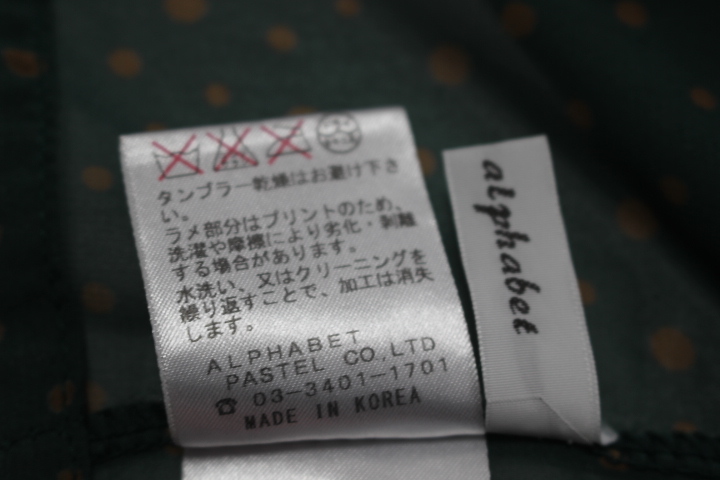 タンブラー乾燥はお避け下さ
い。
ラメ部分はプリントのため、
洗濯や摩擦により劣化・剥離
する場合があります。
水洗い、又はクリーニングを
繰り返すことで、加工は消失
します。
ALPHABET
PASTEL CO.,LTD
☎ 03-3401-1701
MADE IN KOREA
alphabet